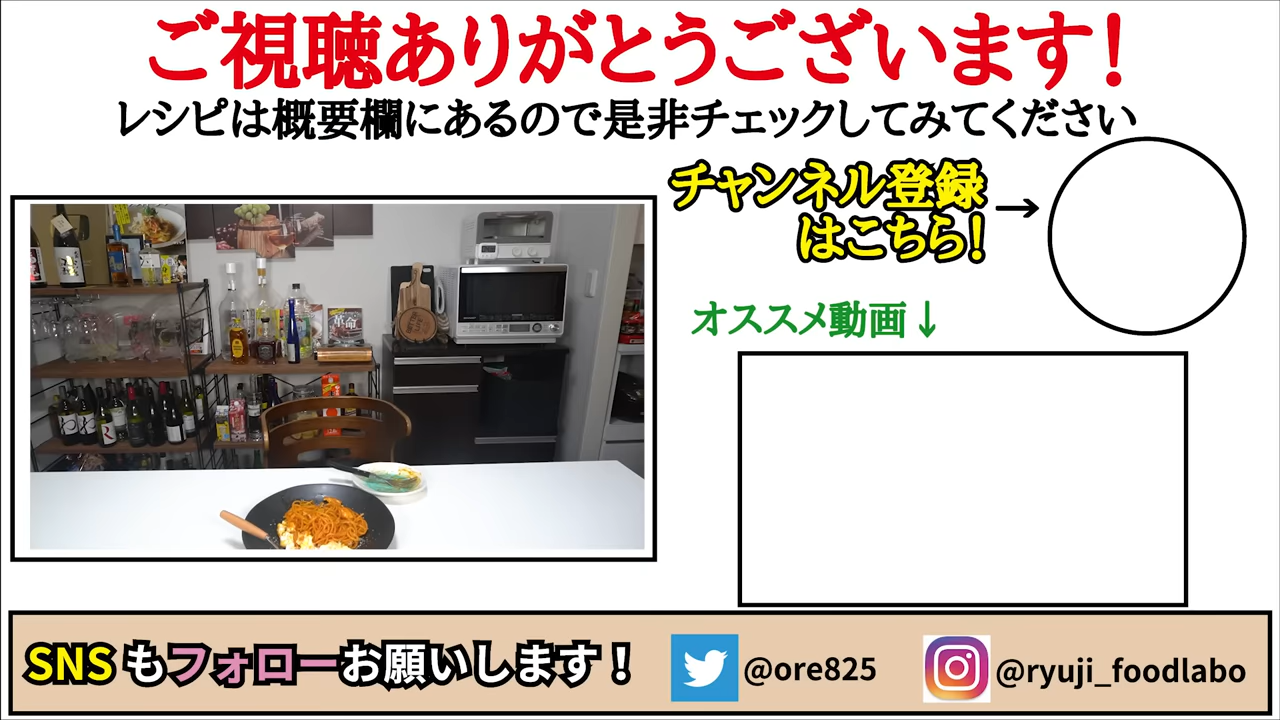 ご視聴ありがとうございます!
レシピは概要欄にあるので是非チェックしてみてください
チャンネル登録
はこちら! →
オススメ動画↓
革命
SNSもフォローお願いします!
@ore825
@ryuji_foodlabo